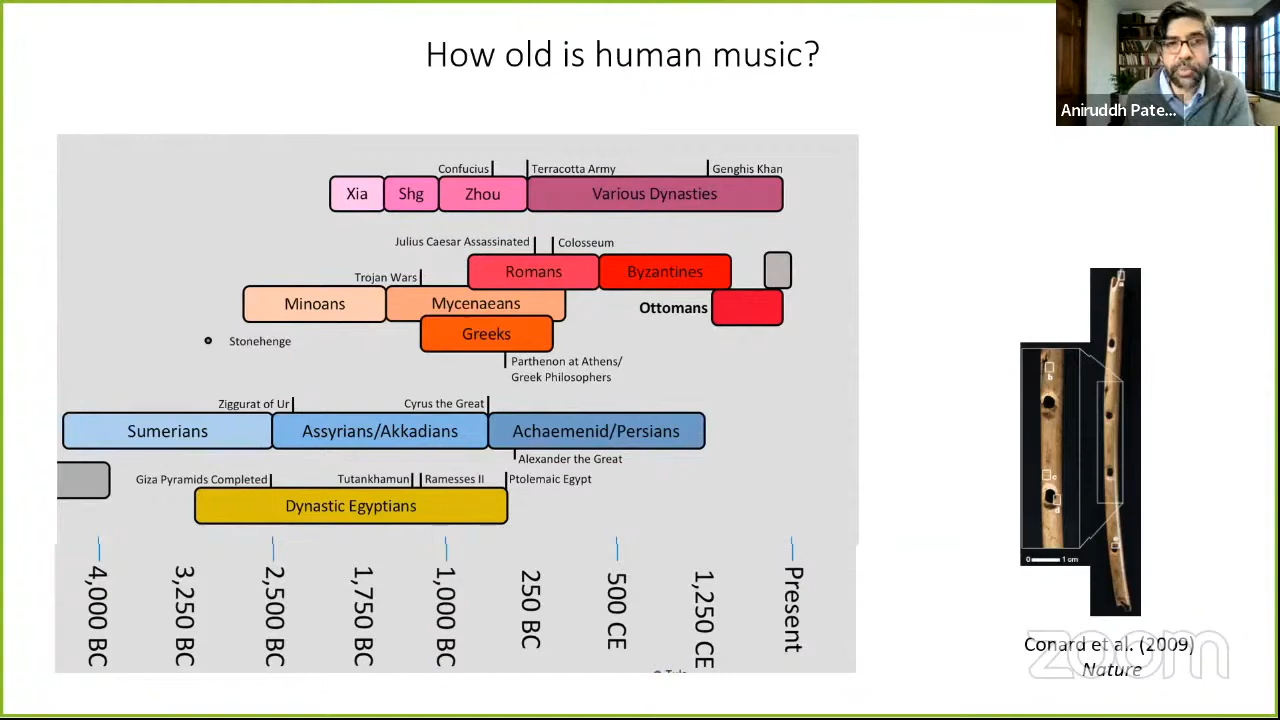 How old is human music?
Aniruddh Pate...
Confucius
Terracotta Army
Genghis Khan
Xia
Shg
Zhou
Various Dynasties
Julius Caesar Assassinated
Colosseum
Romans
Byzantines
Trojan Wars
Minoans
Mycenaeans
Ottomans
Greeks
Stonehenge
Parthenon at Athens/
Greek Philosophers
Ziggurat of Ur
Cyrus the Great
Sumerians
Assyrians/Akkadians
Achaemenid/Persians
Alexander the Great
Giza Pyramids Completed
Tutankhamun
Ramesses II
Ptolemaic Egypt
Dynastic Egyptians
4,000 BC
3,250 BC
2,500 BC
1,750 BC
1,000 BC
250 BC
500 CE
1,250 CE
Present
b
c
d
0 1 cm
Conard et al. (2009)
Nature
zoom